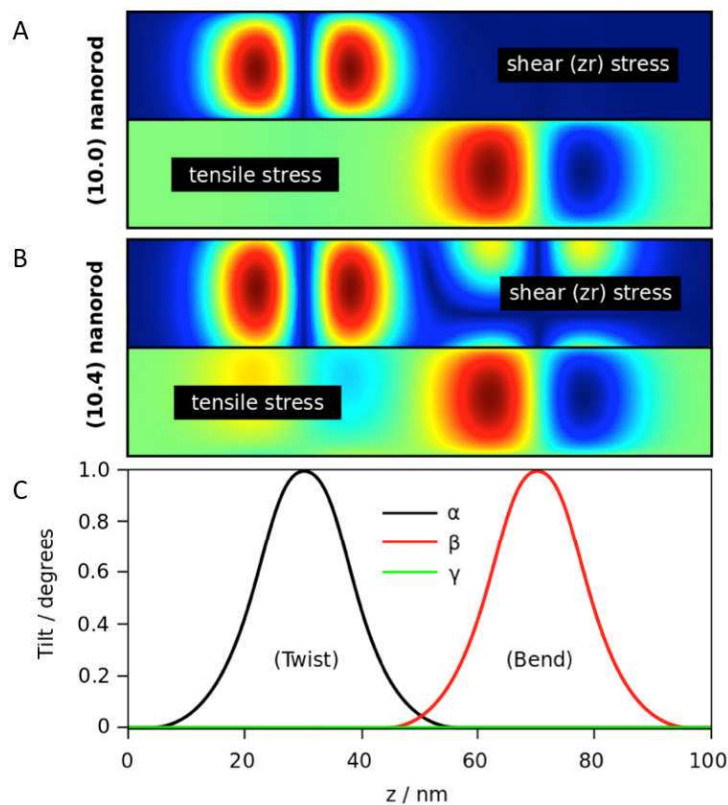 A
(10.0) nanorod
shear (zr) stress
tensile stress
B
(10.4) nanorod
shear (zr) stress
tensile stress
C
Tilt / degrees
1.0
0.8
0.6
0.4
0.2
0
α
β
γ
(Twist)
(Bend)
0
20
40
60
80
100
z / nm